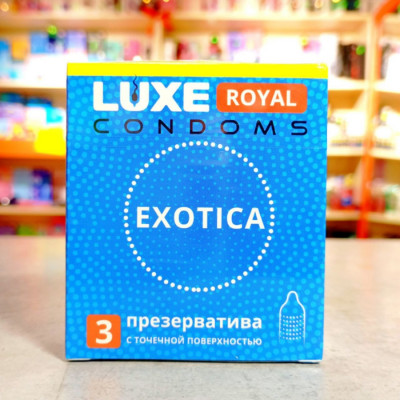 LUXE ROYAL
CONDOMS
EXOTICA
3 презерватива
С ТОЧЕЧНОЙ ПОВЕРХНОСТЬЮ